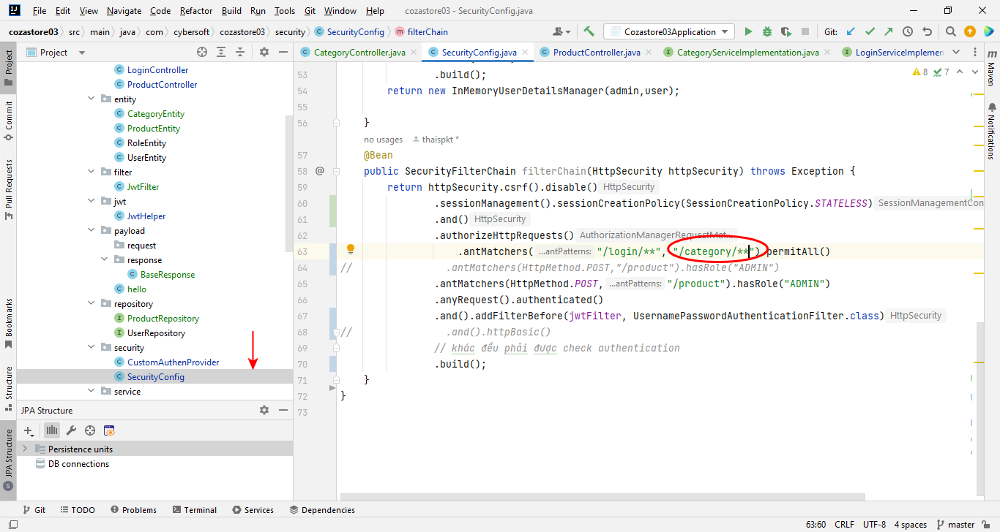 File Edit View Navigate Code Refactor Build Run Tools Git Window Help cozastore03 - SecurityConfig.java
cozastore03 src main java com cybersoft cozastore03 security SecurityConfig filterChain Cozastore03Application Git:
Project
CategoryController.java SecurityConfig.java ProductController.java CategoryServiceImplementation.java LoginServiceImplemen
LoginController
ProductController
entity
CategoryEntity
ProductEntity
RoleEntity
UserEntity
filter
JwtFilter
jwt
JwtHelper
payload
request
response
BaseResponse
hello
repository
ProductRepository
UserRepository
security
CustomAuthenProvider
SecurityConfig
service
JPA Structure
Persistence units
DB connections
Project
Commit
Pull Requests
Bookmarks
Structure
JPA Structure
8 7
53 .build();
54 return new InMemoryUserDetailsManager(admin,user);
55
56 }
no usages thaispkt *
57 @Bean
58 @ public SecurityFilterChain filterChain(HttpSecurity httpSecurity) throws Exception {
59 return httpSecurity.csrf().disable() HttpSecurity
60 .sessionManagement().sessionCreationPolicy(SessionCreationPolicy.STATELESS) SessionManagementCon
61 .and() HttpSecurity
62 .authorizeHttpRequests() AuthorizationManagerRequestMat...
63 .antMatchers( ...antPatterns: "/login/**", "/category/**").permitAll()
64 // .antMatchers(HttpMethod.POST,"/product").hasRole("ADMIN")
65 .antMatchers(HttpMethod.POST, ...antPatterns: "/product").hasRole("ADMIN")
66 .anyRequest().authenticated()
67 .and().addFilterBefore(jwtFilter, UsernamePasswordAuthenticationFilter.class) HttpSecurity
68 // .and().httpBasic()
69 // khác đều phải được check authentication
70 .build();
71 }
72 }
73
m
Maven
Notifications
Git TODO Problems Terminal Services Dependencies
63:60 CRLF UTF-8 4 spaces master